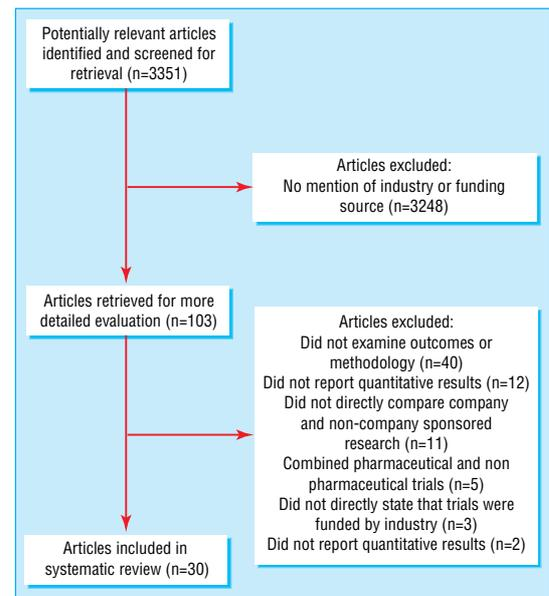 Potentially relevant articles
identified and screened for
retrieval (n=3351)
Articles excluded:
No mention of industry or funding
source (n=3248)
Articles retrieved for more
detailed evaluation (n=103)
Articles excluded:
Did not examine outcomes or
methodology (n=40)
Did not report quantitative results (n=12)
Did not directly compare company
and non-company sponsored
research (n=11)
Combined pharmaceutical and non
pharmaceutical trials (n=5)
Did not directly state that trials were
funded by industry (n=3)
Did not report quantitative results (n=2)
Articles included in
systematic review (n=30)